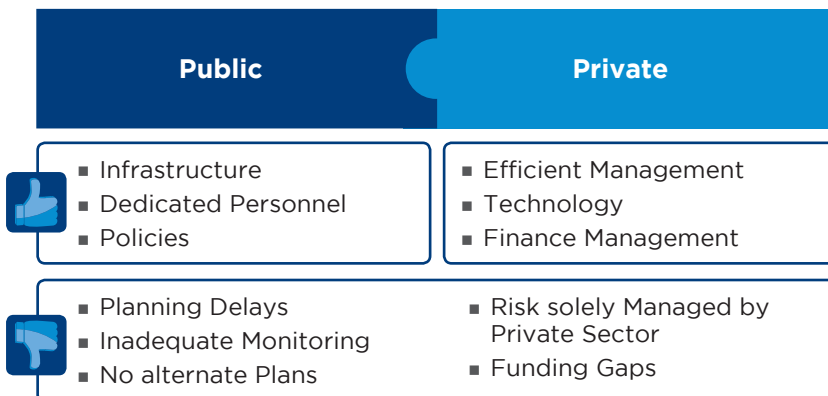 Public
Private
Infrastructure
Dedicated Personnel
Policies
Efficient Management
Technology
Finance Management
Planning Delays
Inadequate Monitoring
No alternate Plans
Risk solely Managed by
Private Sector
Funding Gaps